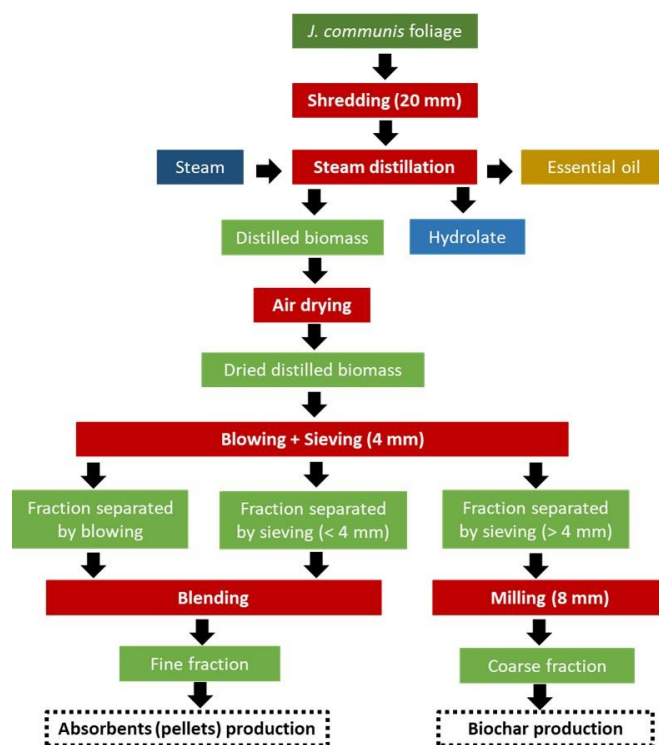 J. communis foliage
Shredding (20 mm)
Steam
Steam distillation
Essential oil
Distilled biomass
Hydrolate
Air drying
Dried distilled biomass
Blowing + Sieving (4 mm)
Fraction separated
by blowing
Fraction separated
by sieving (< 4 mm)
Fraction separated
by sieving (> 4 mm)
Blending
Milling (8 mm)
Fine fraction
Coarse fraction
Absorbents (pellets) production
Biochar production